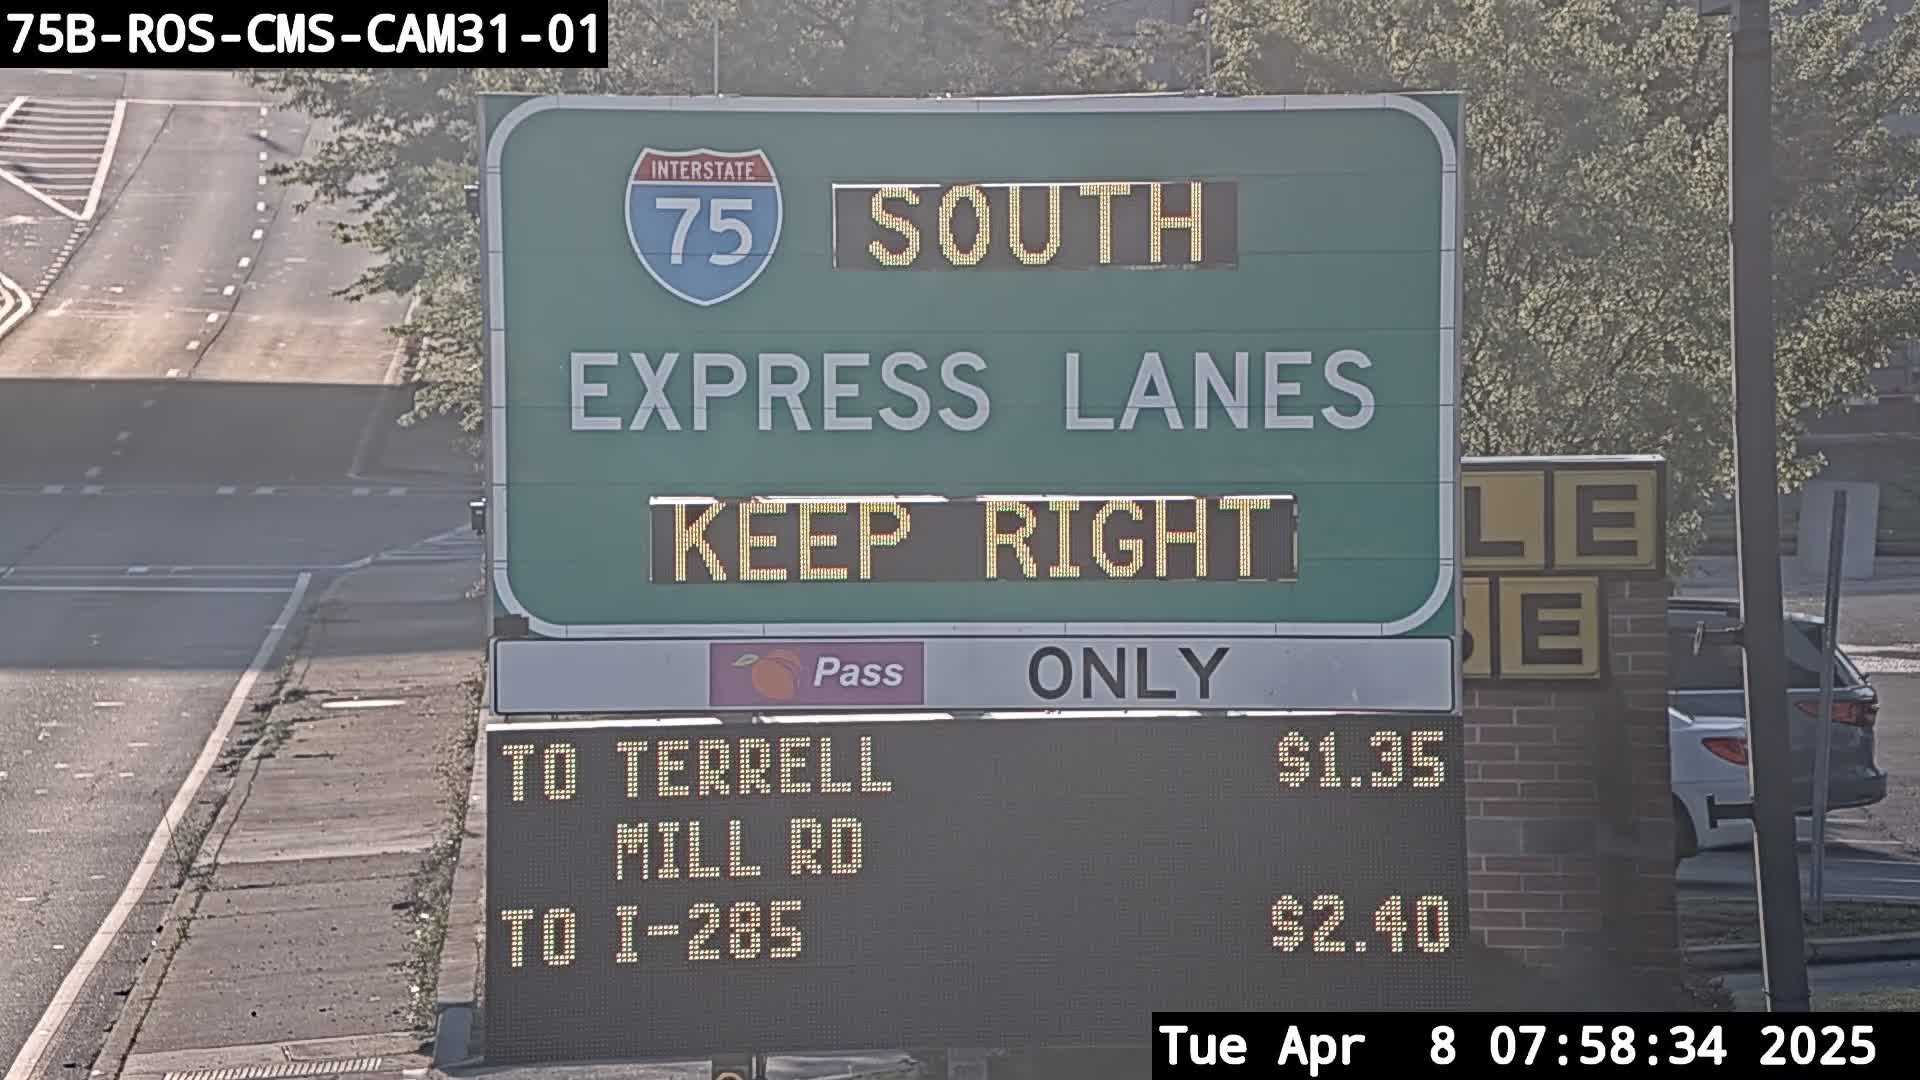 75B-ROS-CMS-CAM31-01
INTERSTATE
75
SOUTH
EXPRESS LANES
KEEP RIGHT
Pass ONLY
TO TERRELL $1.35
MILL RD
TO I-285 $2.40
LE
E
Tue Apr 8 07:58:34 2025